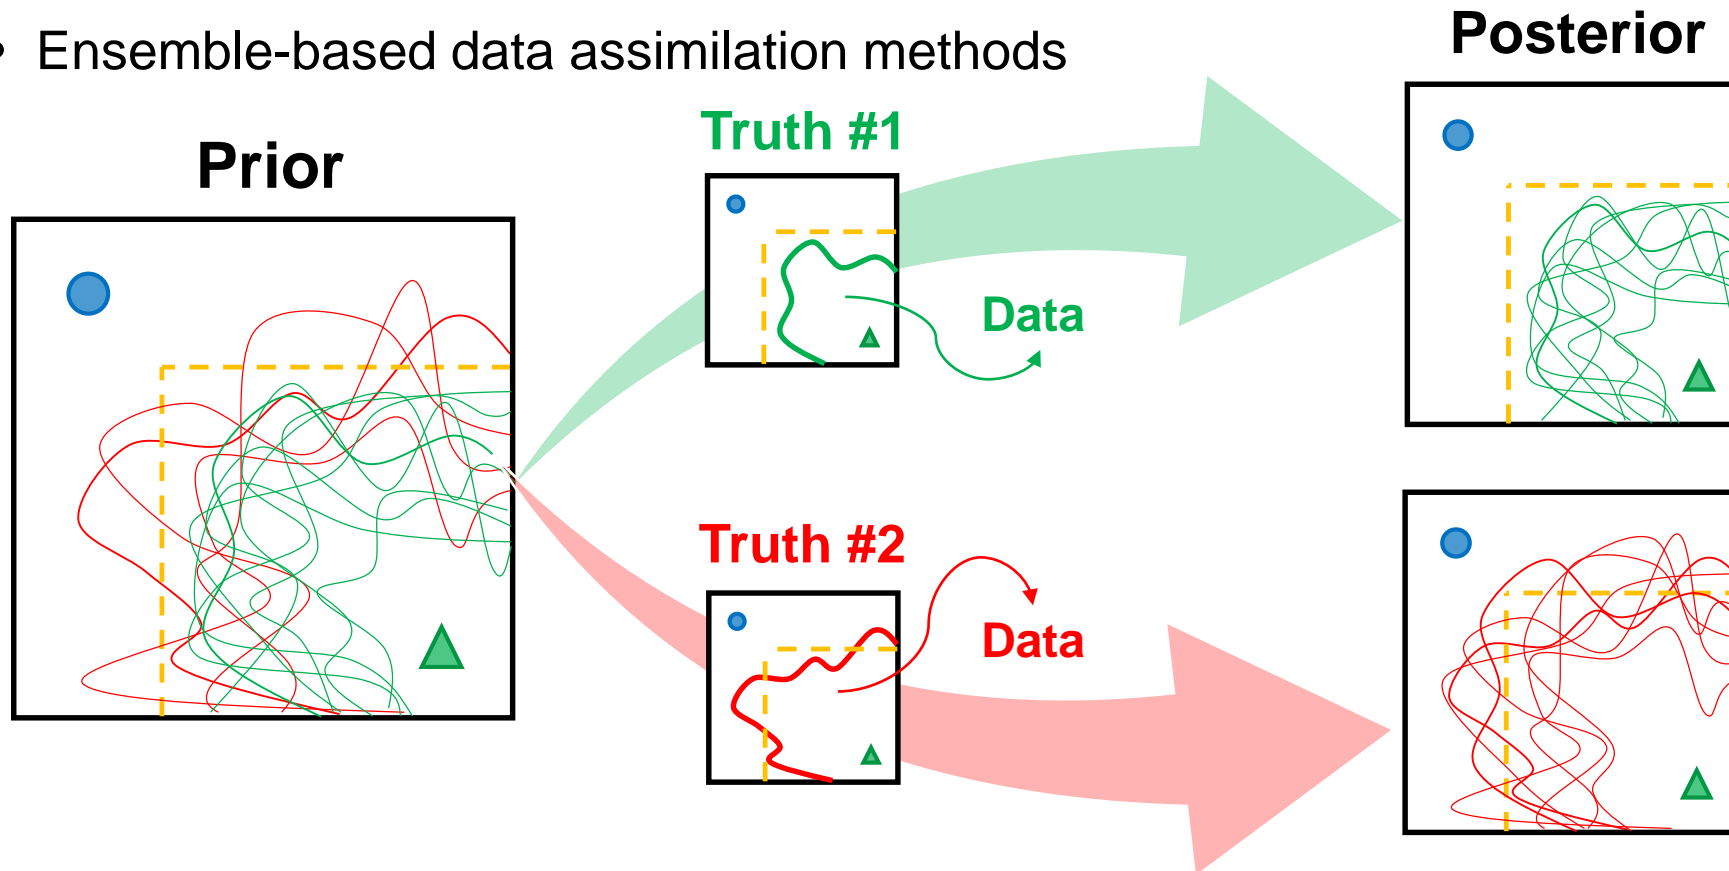 • Ensemble-based data assimilation methods
Posterior
Prior
Truth #1
Data
Truth #2
Data